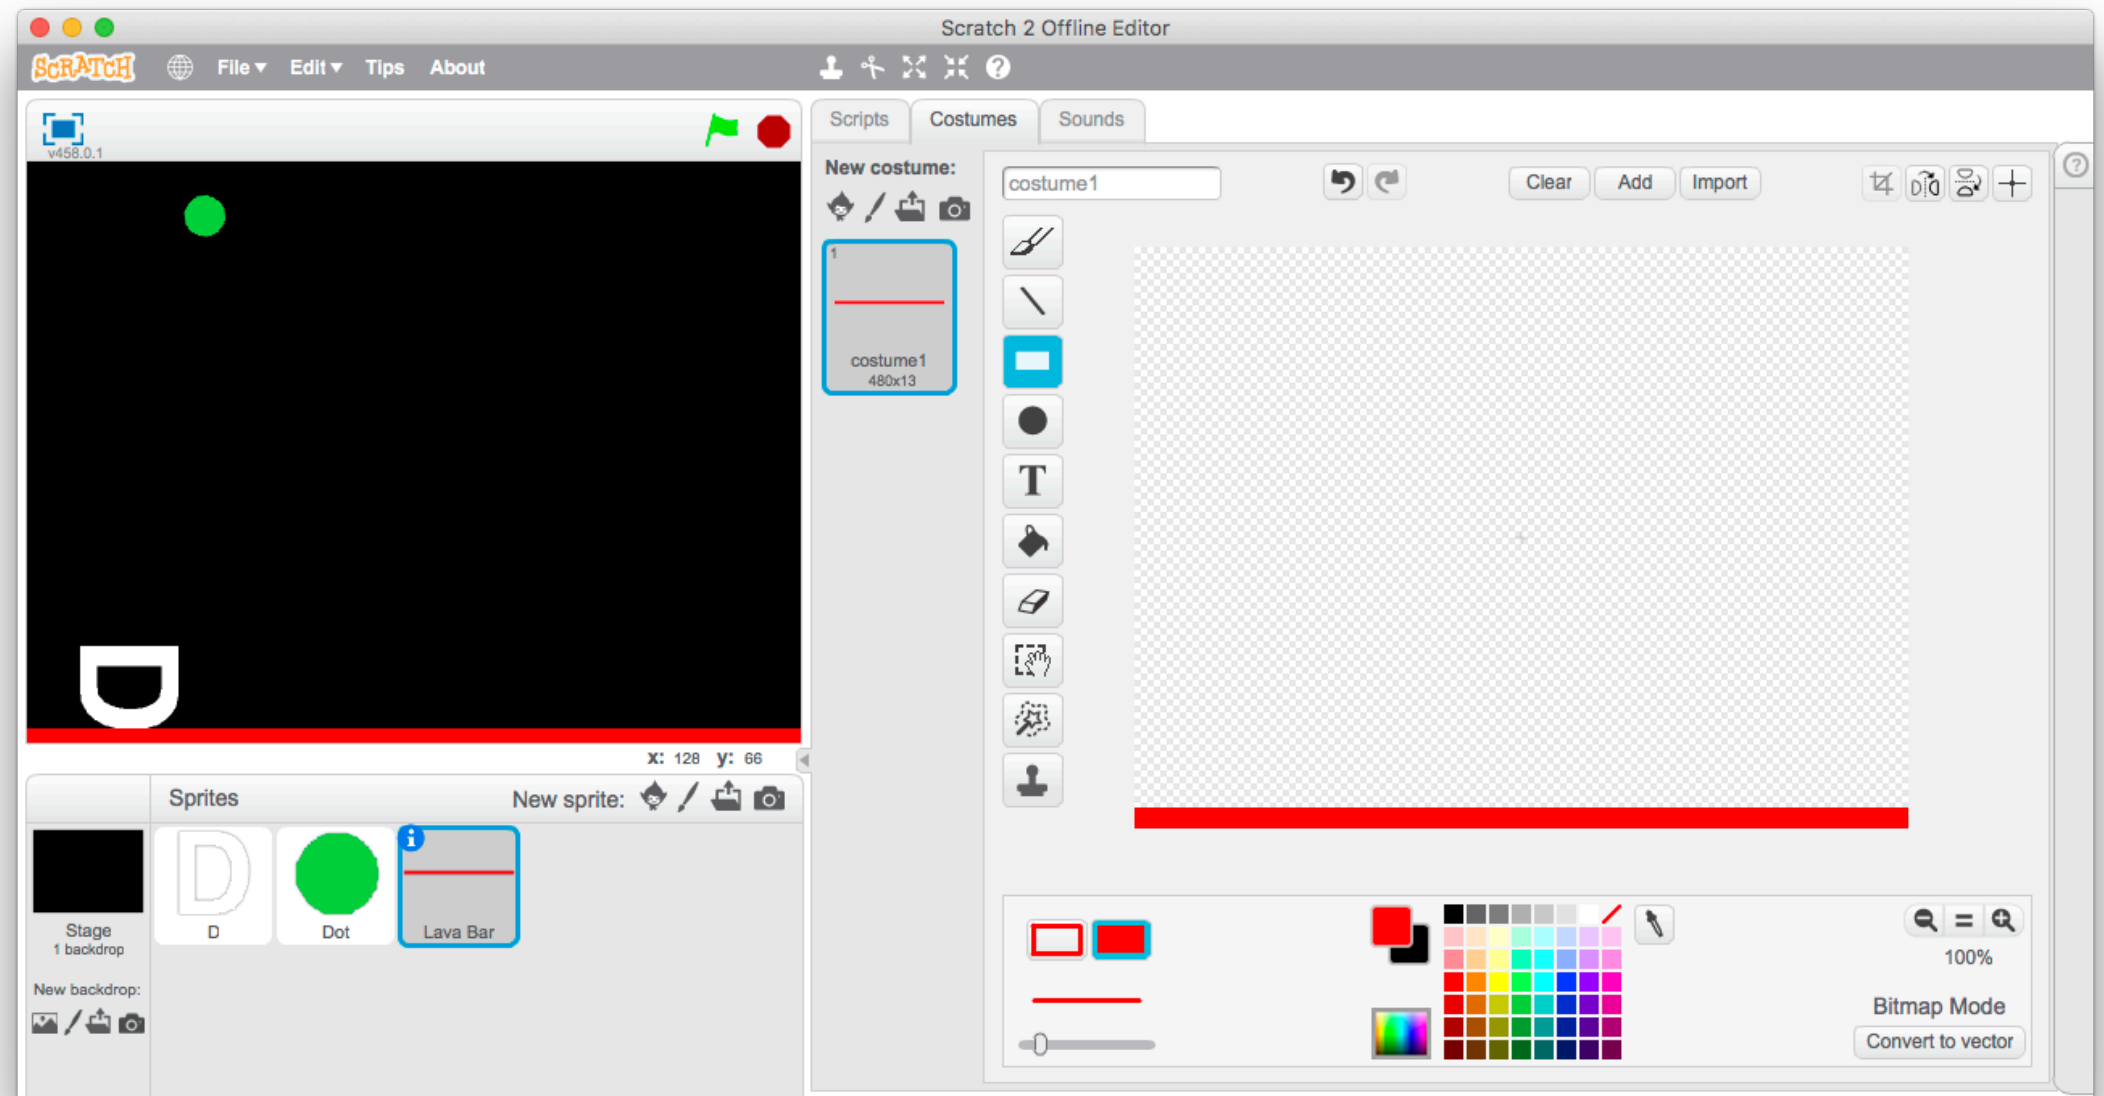 Scratch 2 Offline Editor
SCRATCH File Edit Tips About
v458.0.1
Scripts Costumes Sounds
New costume:
costume1
Clear Add Import
1
costume1
480x13
T
D
x: 128 y: 66
Sprites New sprite:
Stage
1 backdrop
New backdrop:
D
D
Dot
Lava Bar
100%
Bitmap Mode
Convert to vector